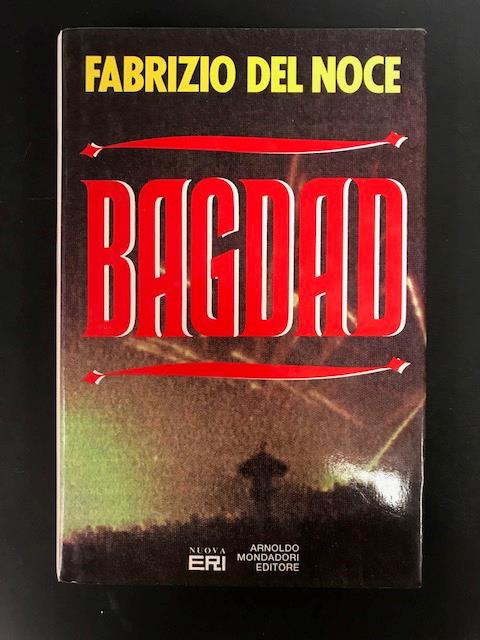 FABRIZIO DEL NOCE
BAGDAD
NUOVA
ERI
ARNOLDO
MONDADORI
EDITORE